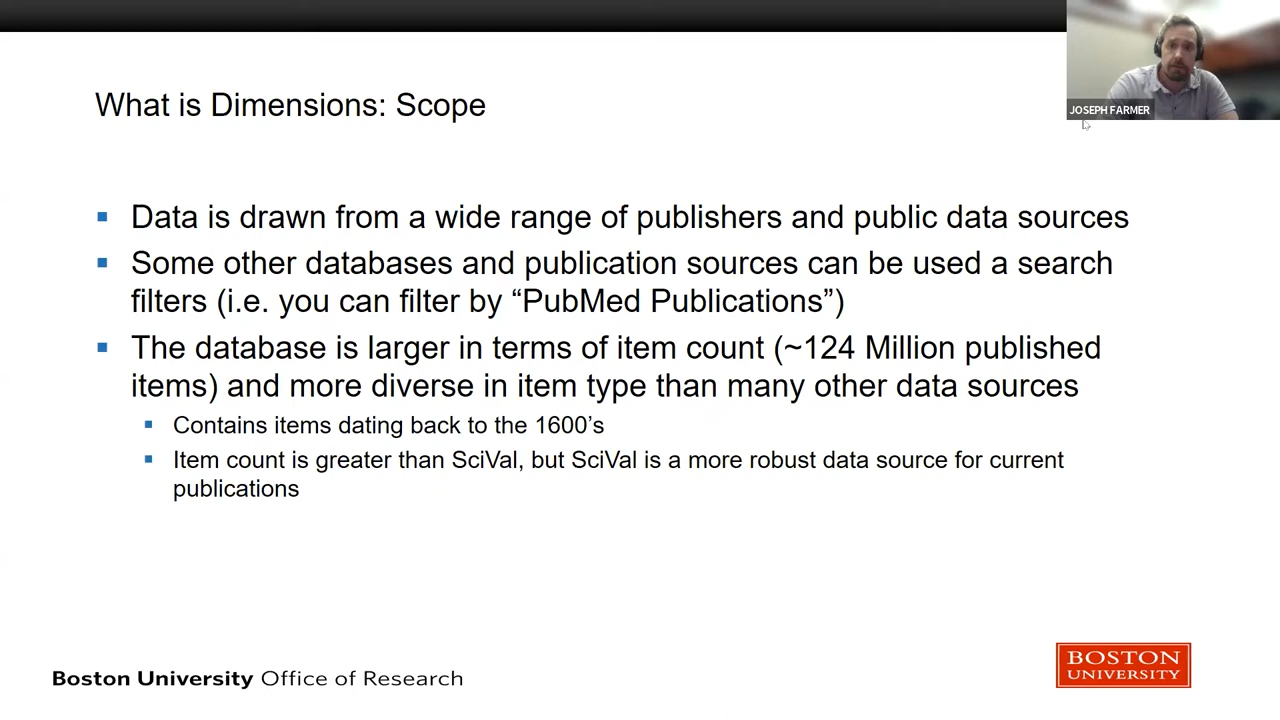 JOSEPH FARMER
What is Dimensions: Scope
Data is drawn from a wide range of publishers and public data sources
Some other databases and publication sources can be used a search
filters (i.e. you can filter by “PubMed Publications”)
The database is larger in terms of item count (~124 Million published
items) and more diverse in item type than many other data sources
Contains items dating back to the 1600’s
Item count is greater than SciVal, but SciVal is a more robust data source for current
publications
Boston University Office of Research
BOSTON
UNIVERSITY